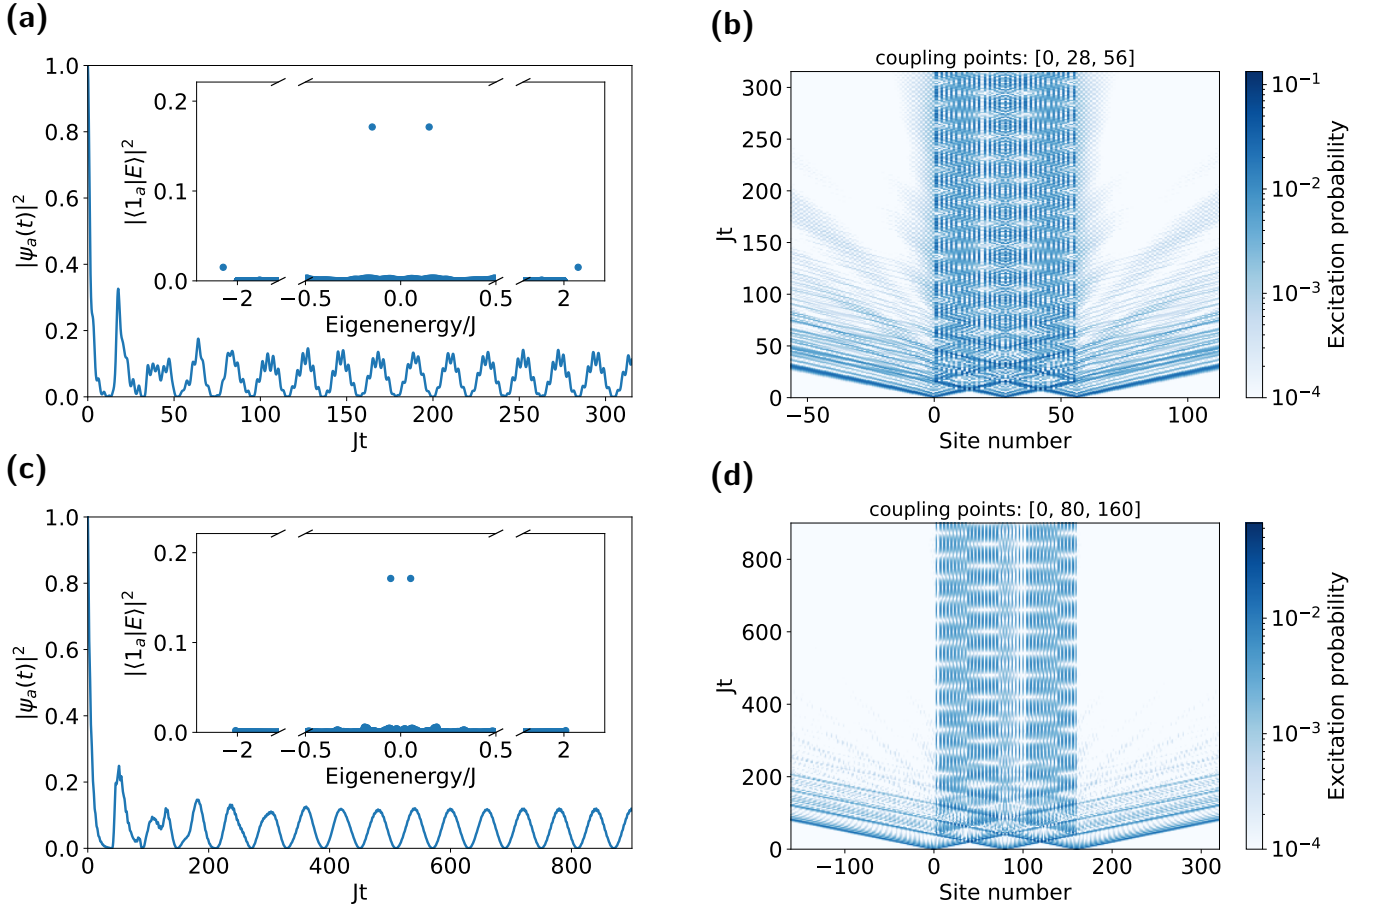 (a)
1.0
0.8
0.6
0.4
0.2
0.0
|ψₐ(t)|²
0 50 100 150 200 250 300
Jt
0.2
0.1
0.0
|⟨1ₐ|E⟩|²
−2 −0.5 0.0 0.5 2
Eigenenergy/J
(b)
coupling points: [0, 28, 56]
300
250
200
150
100
50
0
Jt
−50 0 50 100
Site number
10⁻¹
10⁻²
10⁻³
10⁻⁴
Excitation probability
(c)
1.0
0.8
0.6
0.4
0.2
0.0
|ψₐ(t)|²
0 200 400 600 800
Jt
0.2
0.1
0.0
|⟨1ₐ|E⟩|²
−2 −0.5 0.0 0.5 2
Eigenenergy/J
(d)
coupling points: [0, 80, 160]
800
600
400
200
0
Jt
−100 0 100 200 300
Site number
10⁻²
10⁻³
10⁻⁴
Excitation probability